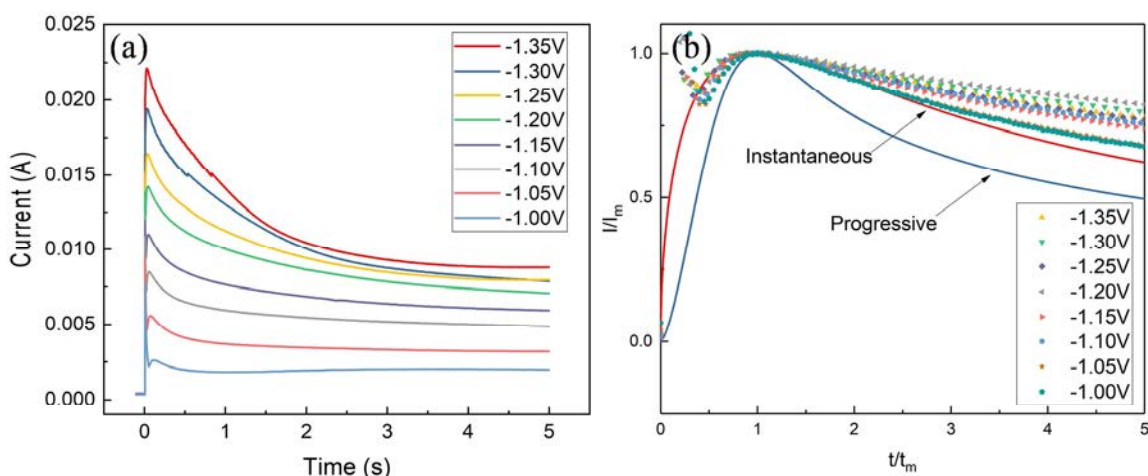 (a)
Current (A)
0.025
0.020
0.015
0.010
0.005
0.000
-1.35V
-1.30V
-1.25V
-1.20V
-1.15V
-1.10V
-1.05V
-1.00V
0
1
2
3
4
5
Time (s)
(b)
I/Im
1.0
0.5
0.0
Instantaneous
Progressive
-1.35V
-1.30V
-1.25V
-1.20V
-1.15V
-1.10V
-1.05V
-1.00V
0
1
2
3
4
5
t/tm